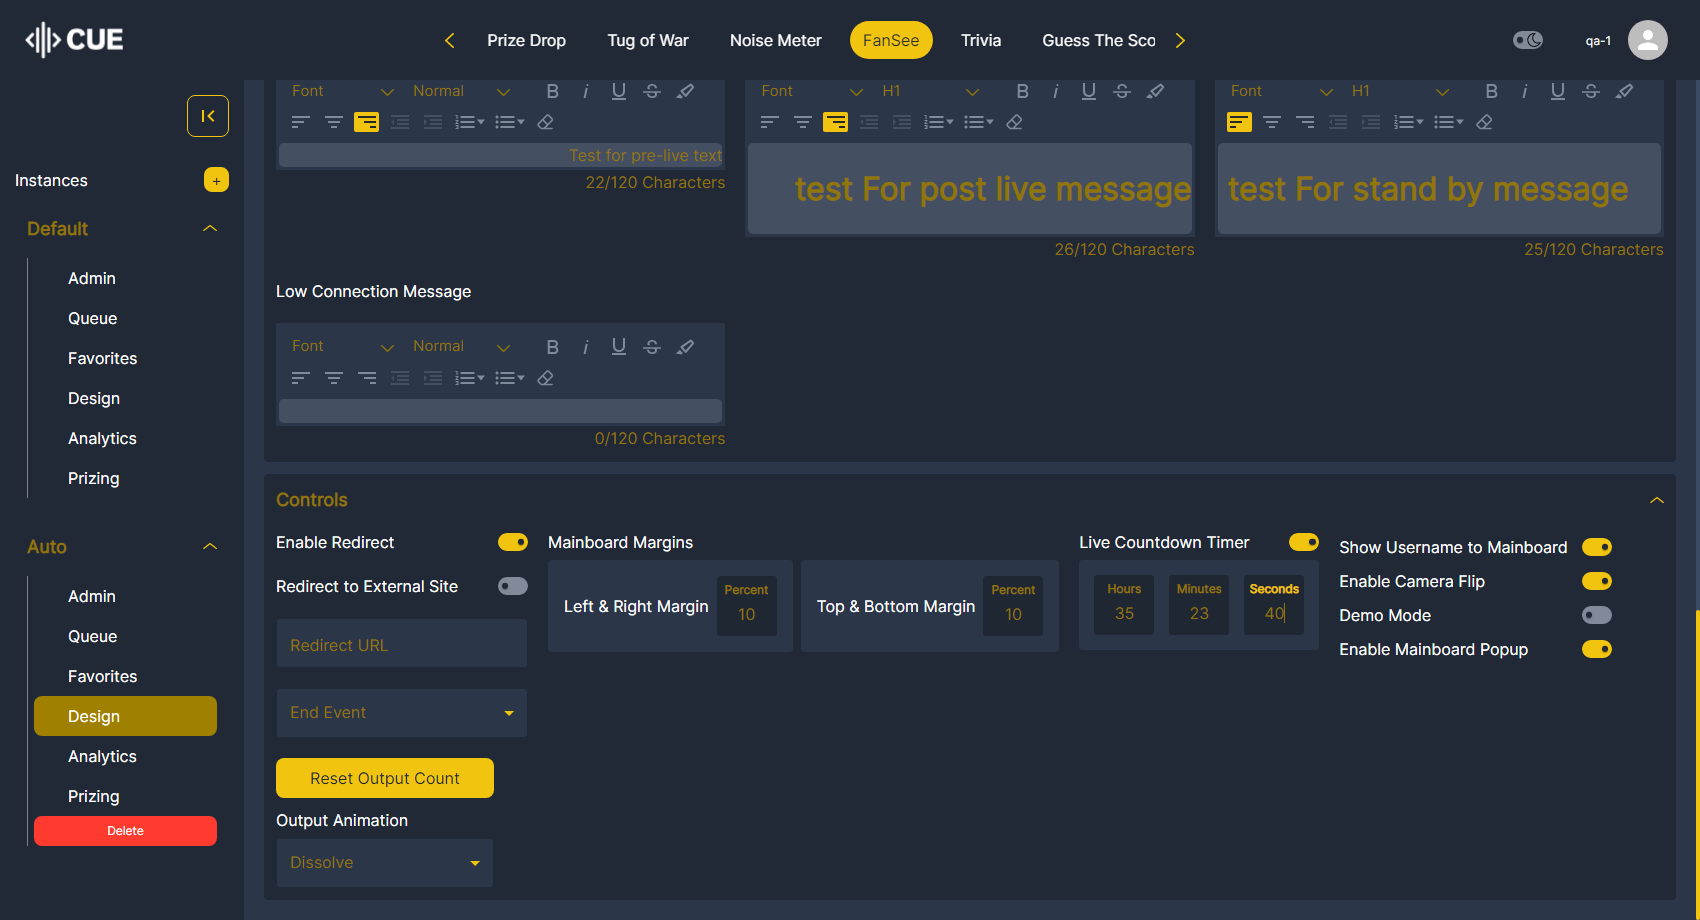 CUE
Prize Drop
Tug of War
Noise Meter
FanSee
Trivia
Guess The Sco
qa-1
Instances
+
Default
Admin
Queue
Favorites
Design
Analytics
Prizing
Auto
Admin
Queue
Favorites
Design
Analytics
Prizing
Delete
Font Normal B i U S
Test for pre-live text
22/120 Characters
Font H1 B i U S
test For post live message
26/120 Characters
Font H1 B i U S
test For stand by message
25/120 Characters
Low Connection Message
Font Normal B i U S
0/120 Characters
Controls
Enable Redirect
Redirect to External Site
Redirect URL
End Event
Reset Output Count
Output Animation
Dissolve
Mainboard Margins
Left & Right Margin
Percent
10
Top & Bottom Margin
Percent
10
Live Countdown Timer
Hours
35
Minutes
23
Seconds
40
Show Username to Mainboard
Enable Camera Flip
Demo Mode
Enable Mainboard Popup